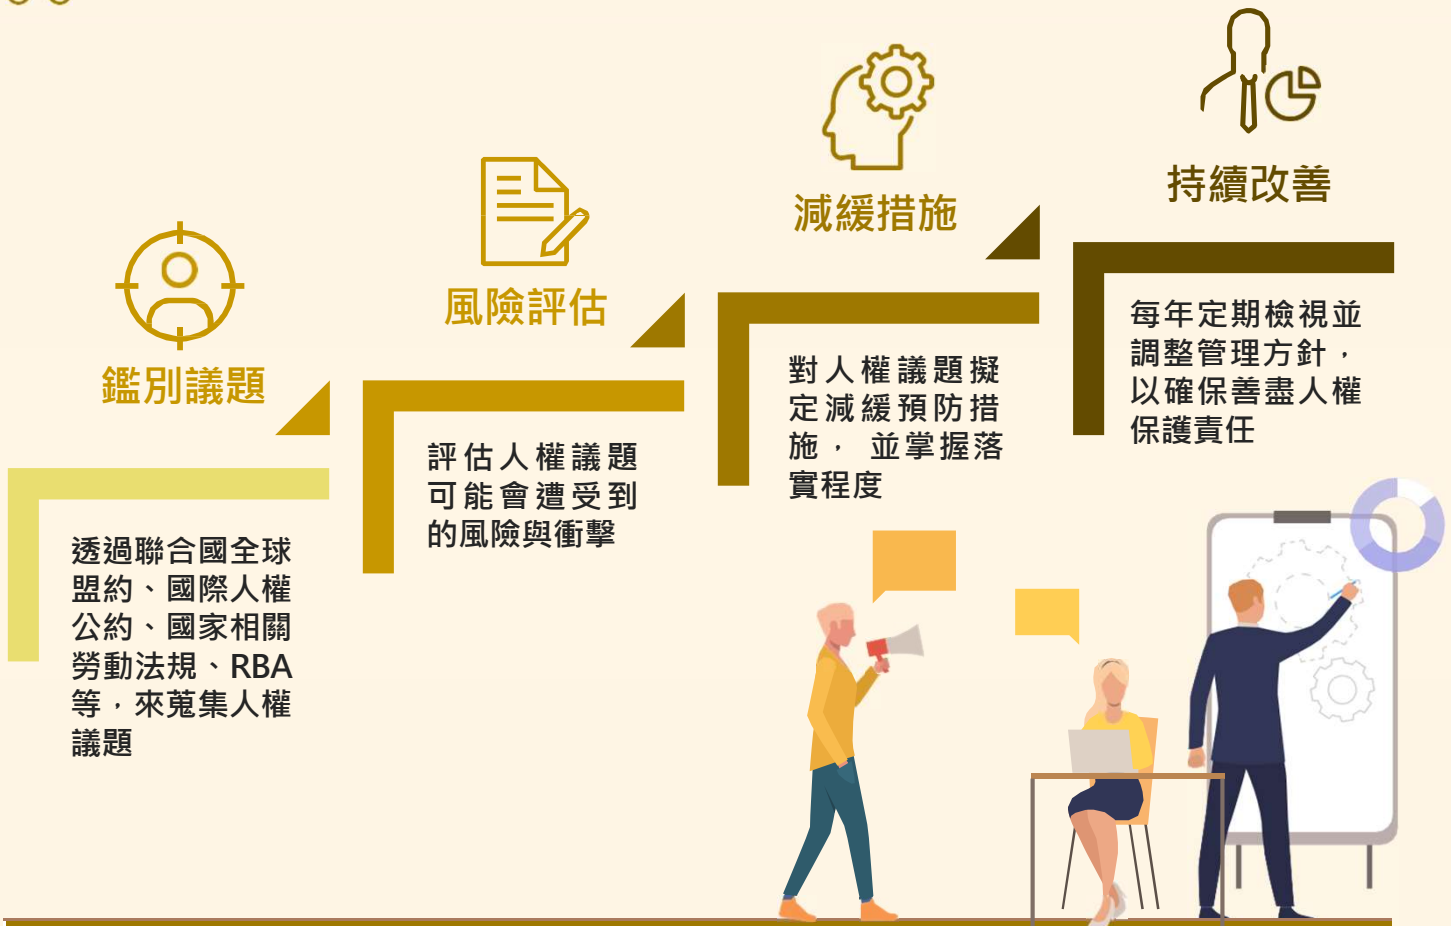 鑑別議題
透過聯合國全球
盟約、國際人權
公約、國家相關
勞動法規、RBA
等，來蒐集人權
議題
風險評估
評估人權議題
可能會遭受到
的風險與衝擊
減緩措施
對人權議題擬
定減緩預防措
施， 並掌握落
實程度
持續改善
每年定期檢視並
調整管理方針，
以確保善盡人權
保護責任